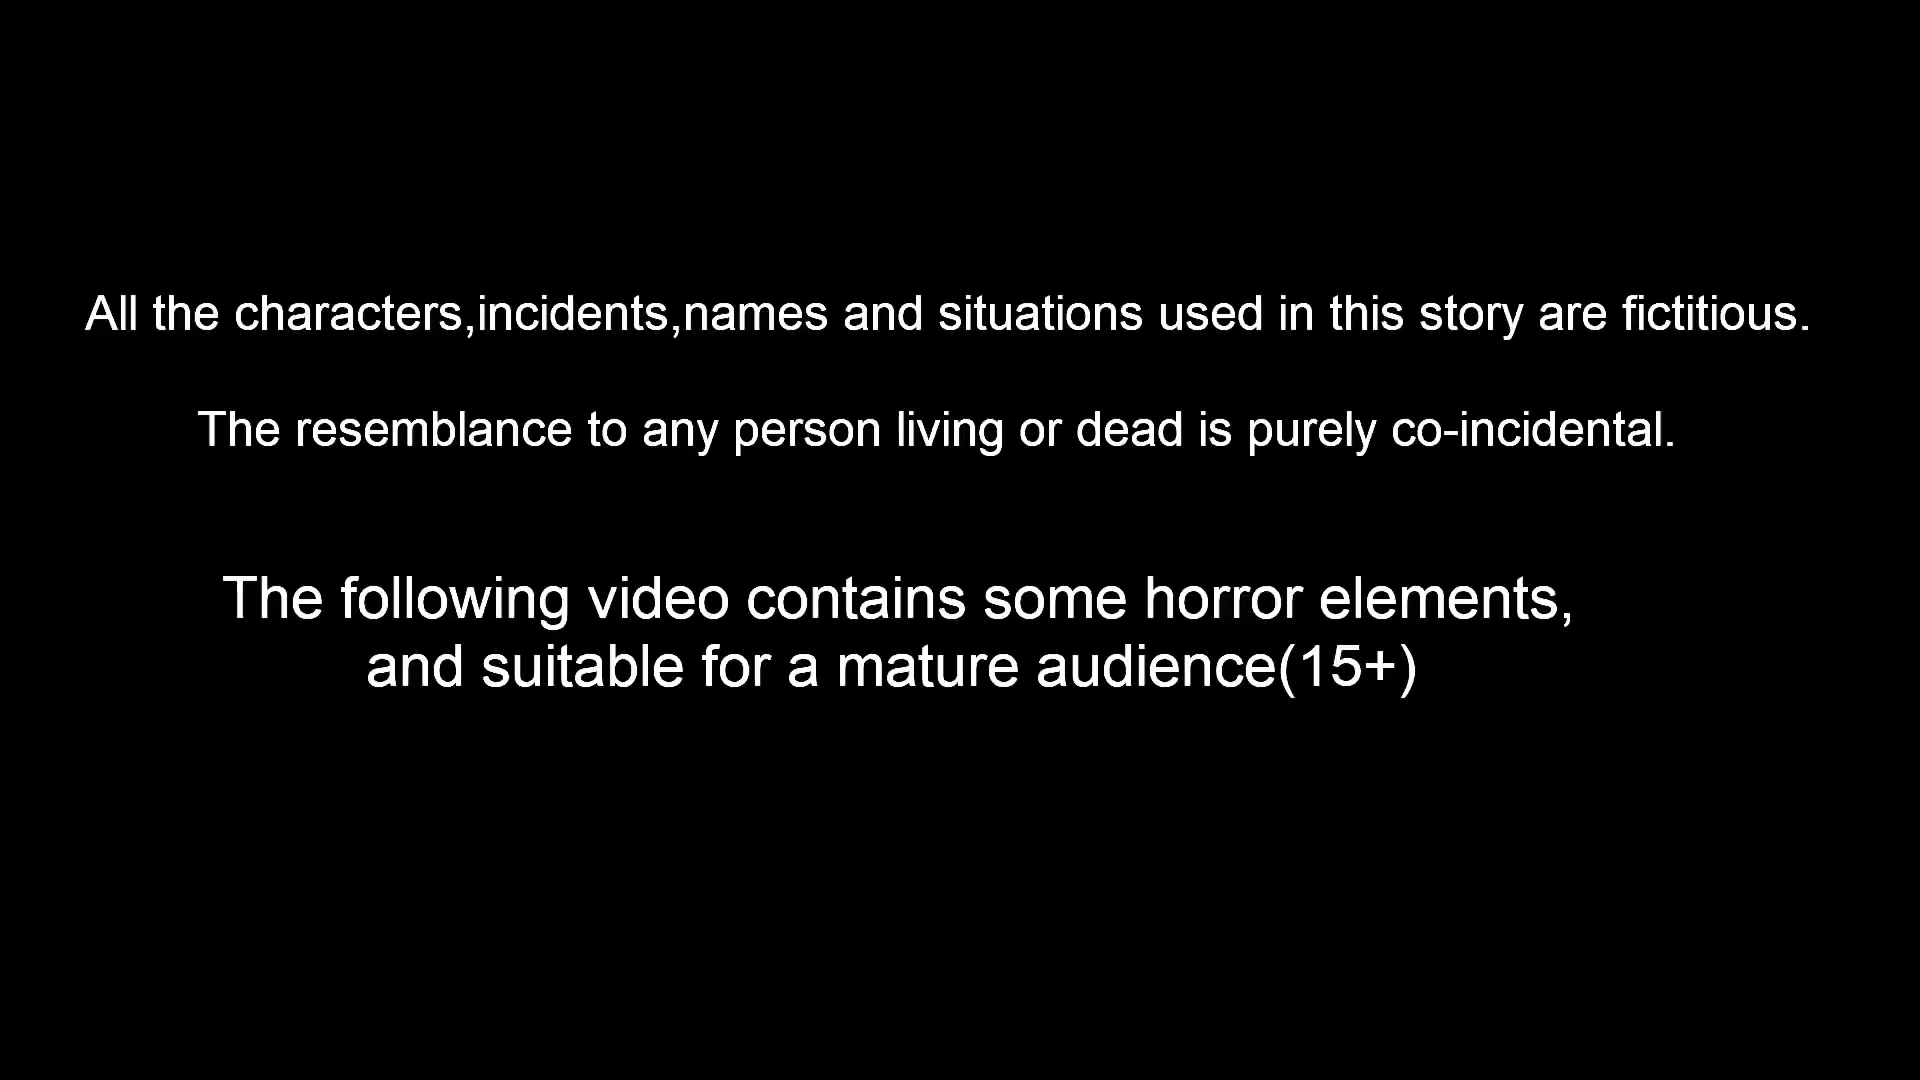 All the characters,incidents,names and situations used in this story are fictitious.
The resemblance to any person living or dead is purely co-incidental.
The following video contains some horror elements,
and suitable for a mature audience(15+)